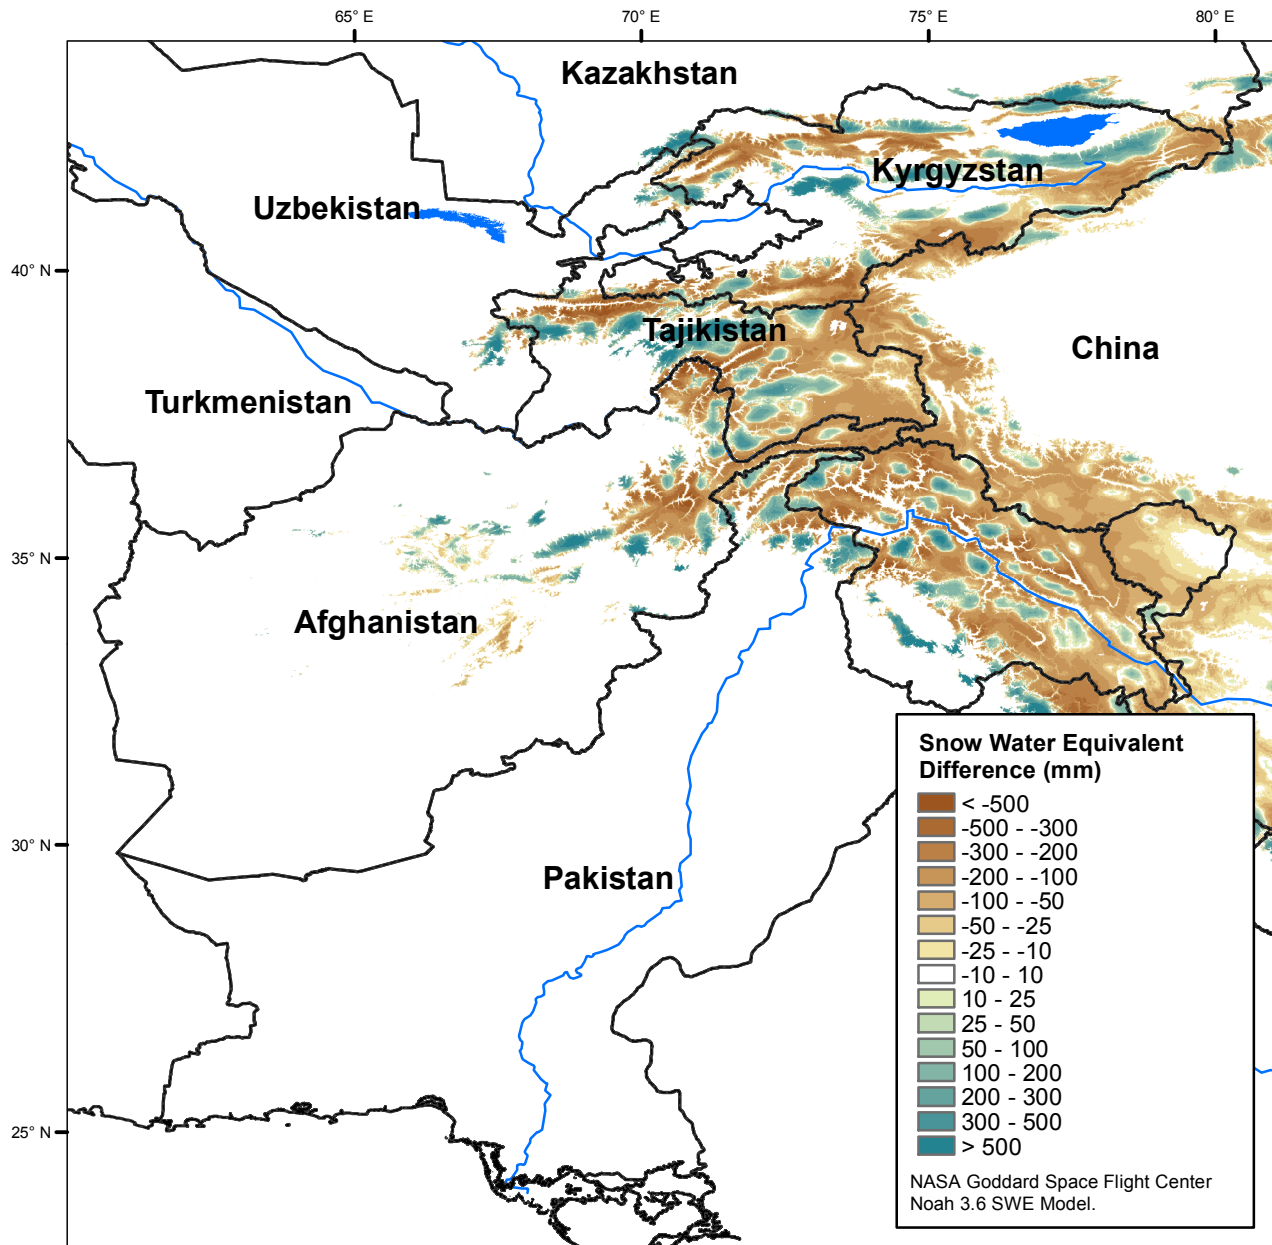 65° E
70° E
75° E
80° E
Kazakhstan
Kyrgyzstan
Uzbekistan
40° N
Tajikistan
China
Turkmenistan
35° N
Afghanistan
Snow Water Equivalent
Difference (mm)
< -500
-500 - -300
-300 - -200
-200 - -100
-100 - -50
-50 - -25
-25 - -10
-10 - 10
10 - 25
25 - 50
50 - 100
100 - 200
200 - 300
300 - 500
> 500
NASA Goddard Space Flight Center
Noah 3.6 SWE Model.
30° N
Pakistan
25° N